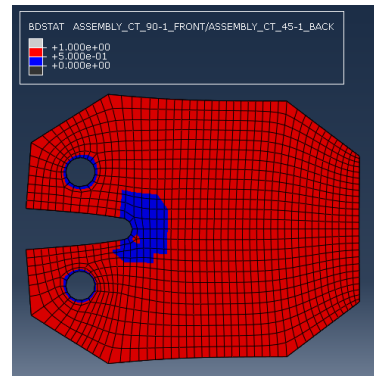 BDSTAT ASSEMBLY_CT_90-1_FRONT/ASSEMBLY_CT_45-1_BACK
+1.000e+00
+5.000e-01
+0.000e+00